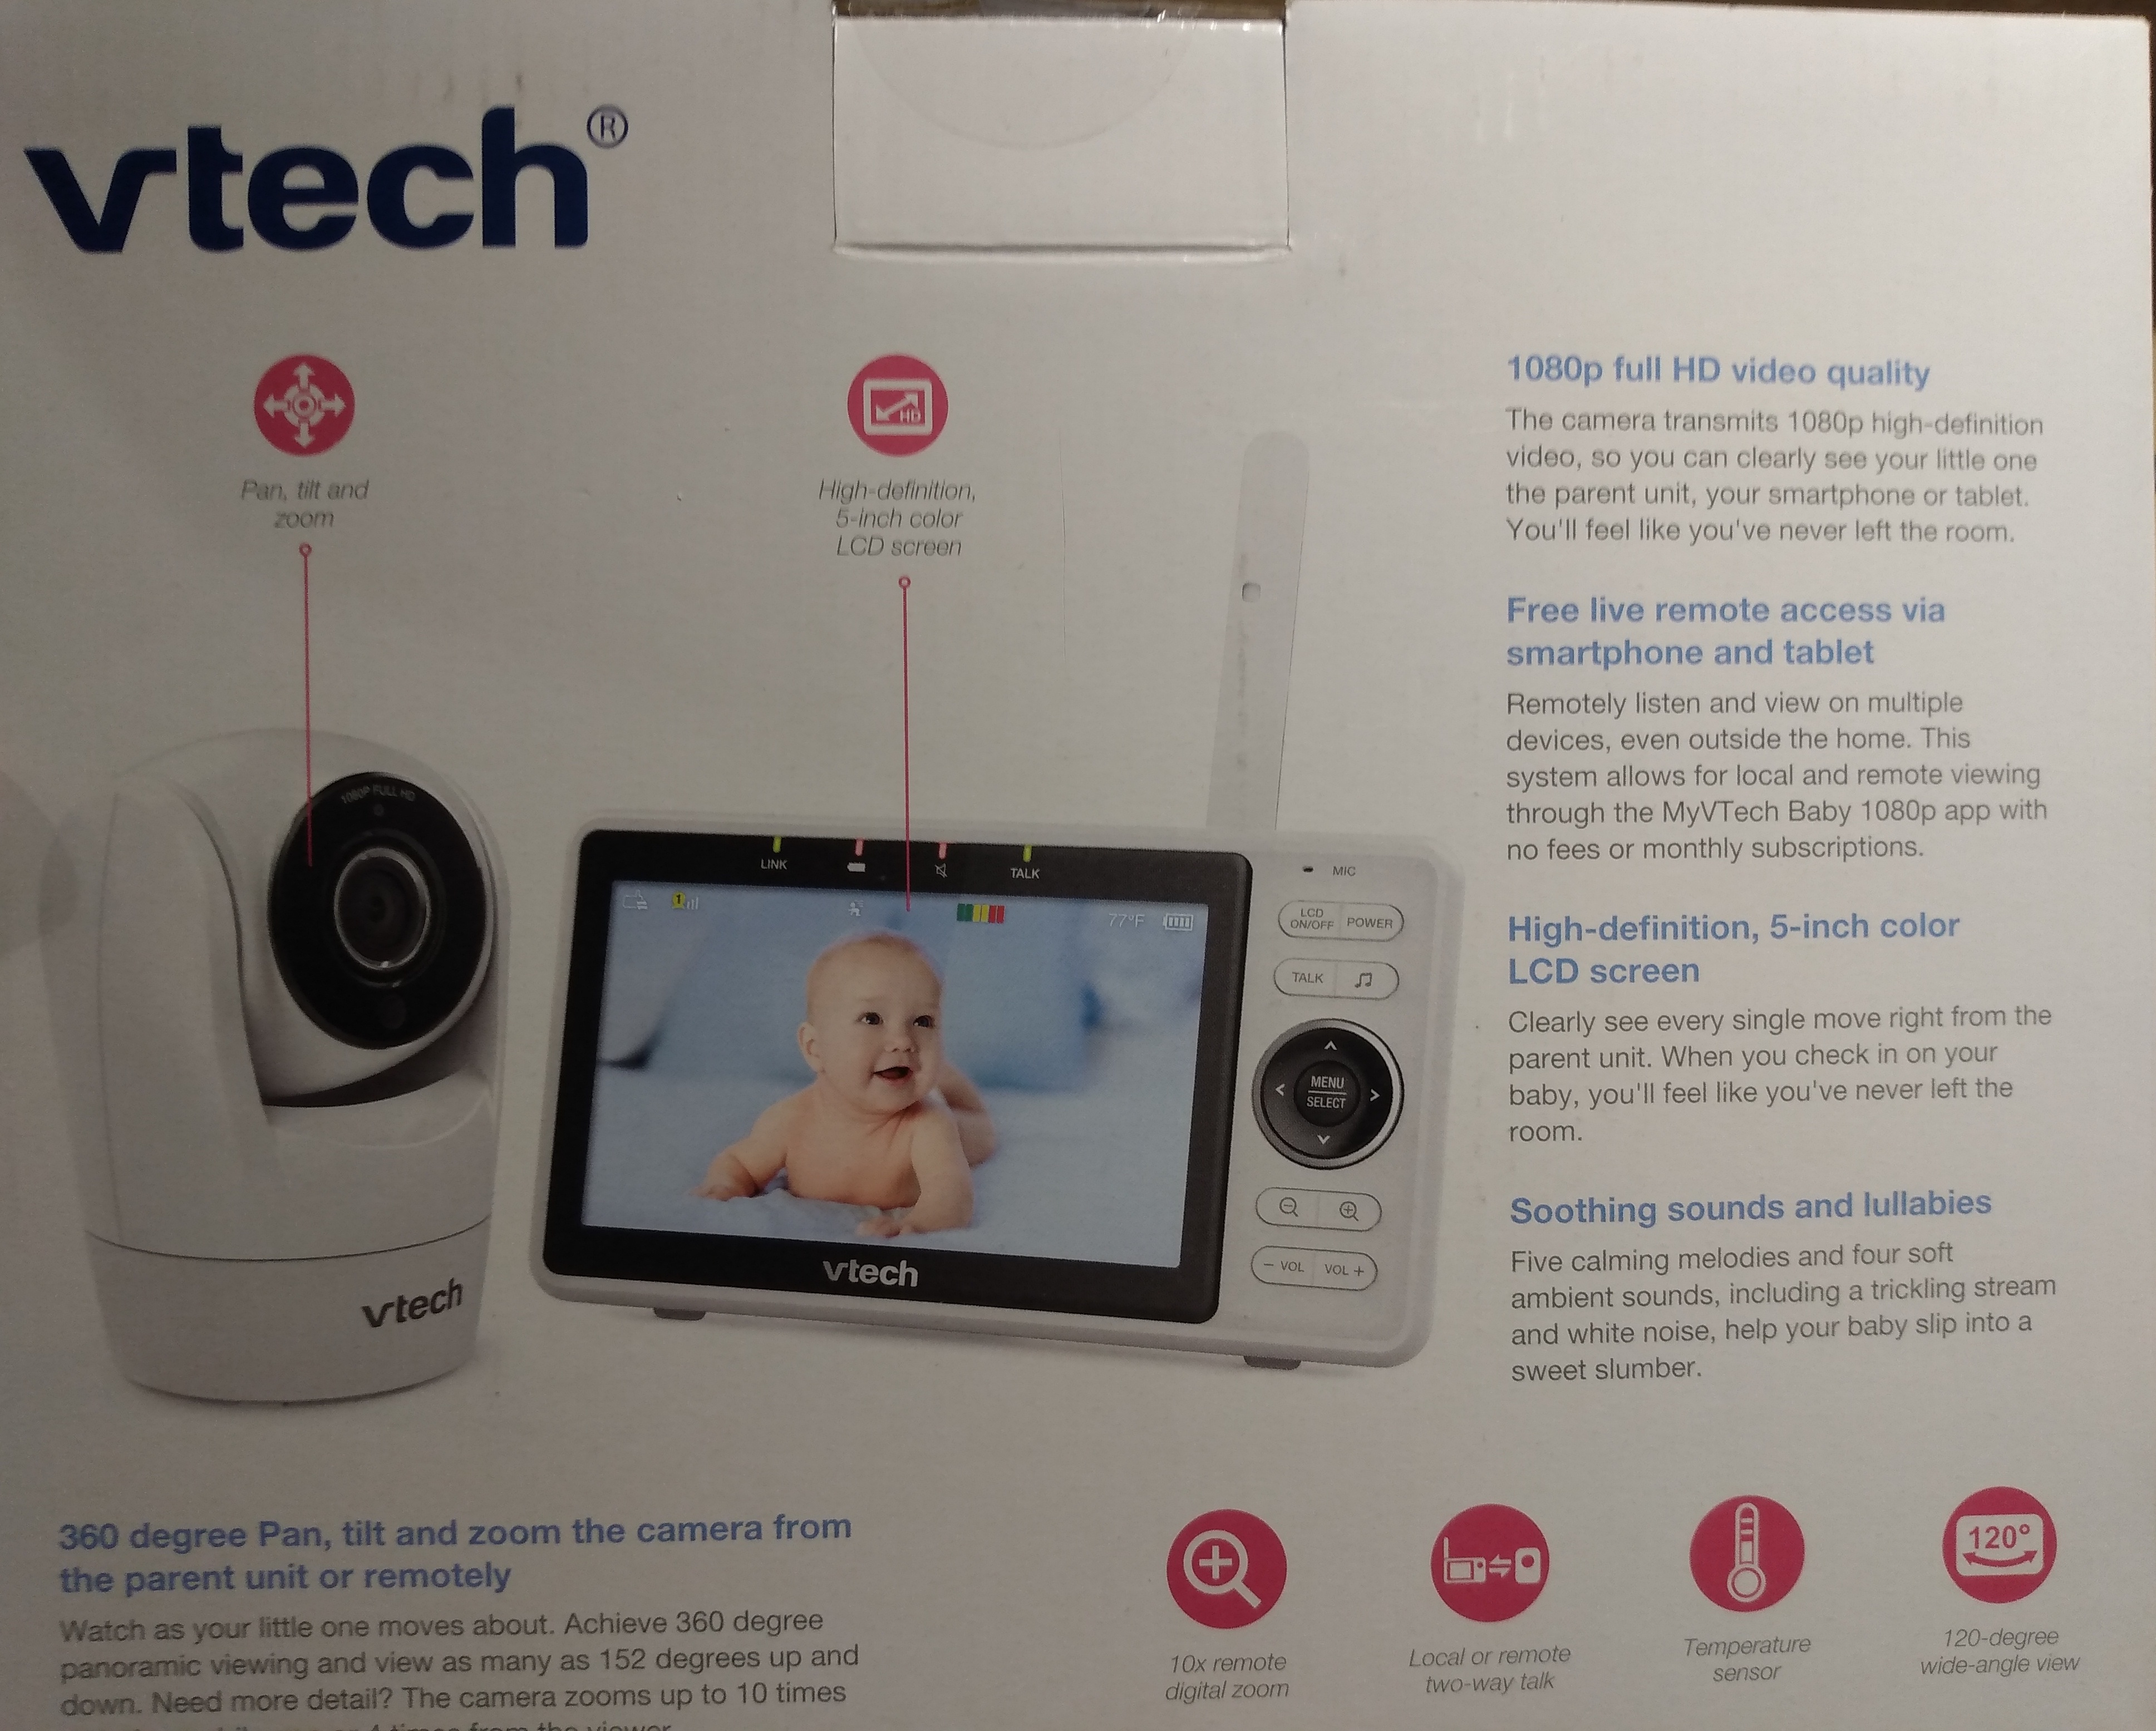 vtech®
Pan, tilt and
zoom
HD
High-definition,
5-inch color
LCD screen
1080P FULL HD
vtech
LINK
TALK
1
77°F
vtech
MIC
LCD
ON/OFF POWER
TALK
MENU
SELECT
− VOL VOL +
1080p full HD video quality
The camera transmits 1080p high-definition
video, so you can clearly see your little one
the parent unit, your smartphone or tablet.
You'll feel like you've never left the room.
Free live remote access via
smartphone and tablet
Remotely listen and view on multiple
devices, even outside the home. This
system allows for local and remote viewing
through the MyVTech Baby 1080p app with
no fees or monthly subscriptions.
High-definition, 5-inch color
LCD screen
Clearly see every single move right from the
parent unit. When you check in on your
baby, you'll feel like you've never left the
room.
Soothing sounds and lullabies
Five calming melodies and four soft
ambient sounds, including a trickling stream
and white noise, help your baby slip into a
sweet slumber.
360 degree Pan, tilt and zoom the camera from
the parent unit or remotely
Watch as your little one moves about. Achieve 360 degree
panoramic viewing and view as many as 152 degrees up and
down. Need more detail? The camera zooms up to 10 times
times from the viewer
10x remote
digital zoom
Local or remote
two-way talk
Temperature
sensor
120°
120-degree
wide-angle view